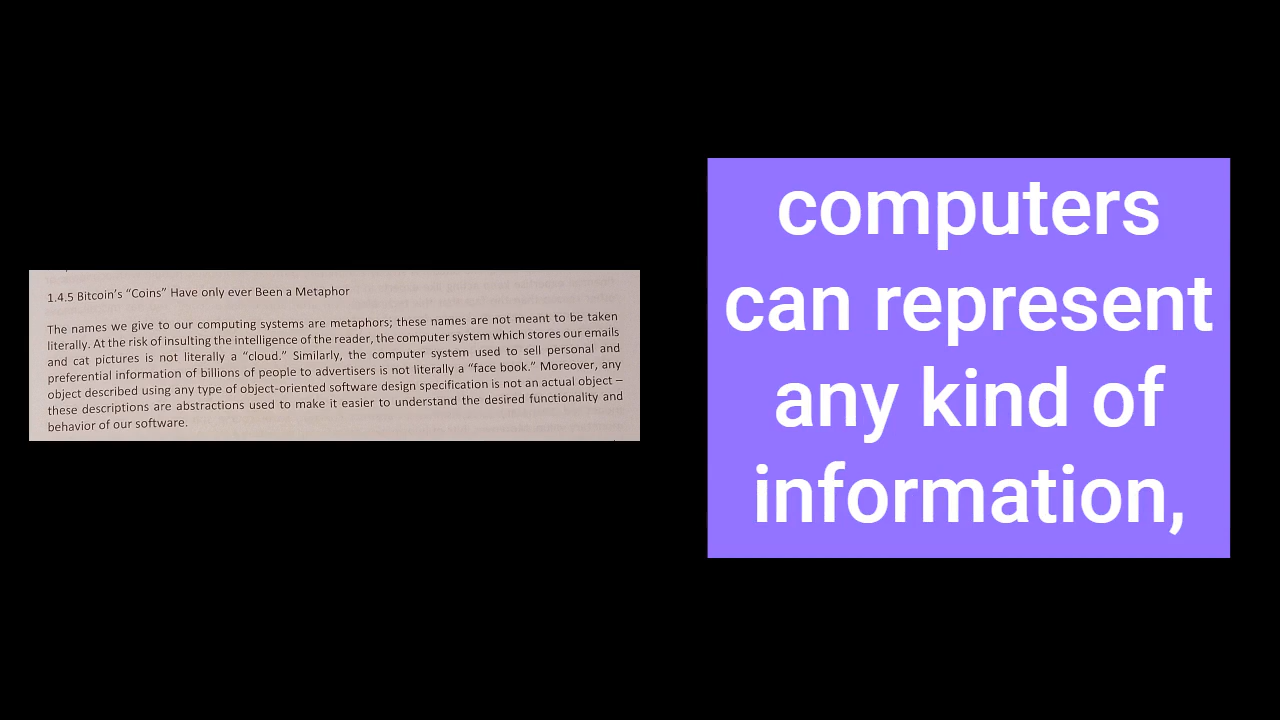 1.4.5 Bitcoin's “Coins” Have only ever Been a Metaphor
The names we give to our computing systems are metaphors; these names are not meant to be taken
literally. At the risk of insulting the intelligence of the reader, the computer system which stores our emails
and cat pictures is not literally a “cloud.” Similarly, the computer system used to sell personal and
preferential information of billions of people to advertisers is not literally a “face book.” Moreover, any
object described using any type of object-oriented software design specification is not an actual object –
these descriptions are abstractions used to make it easier to understand the desired functionality and
behavior of our software.
computers
can represent
any kind of
information,